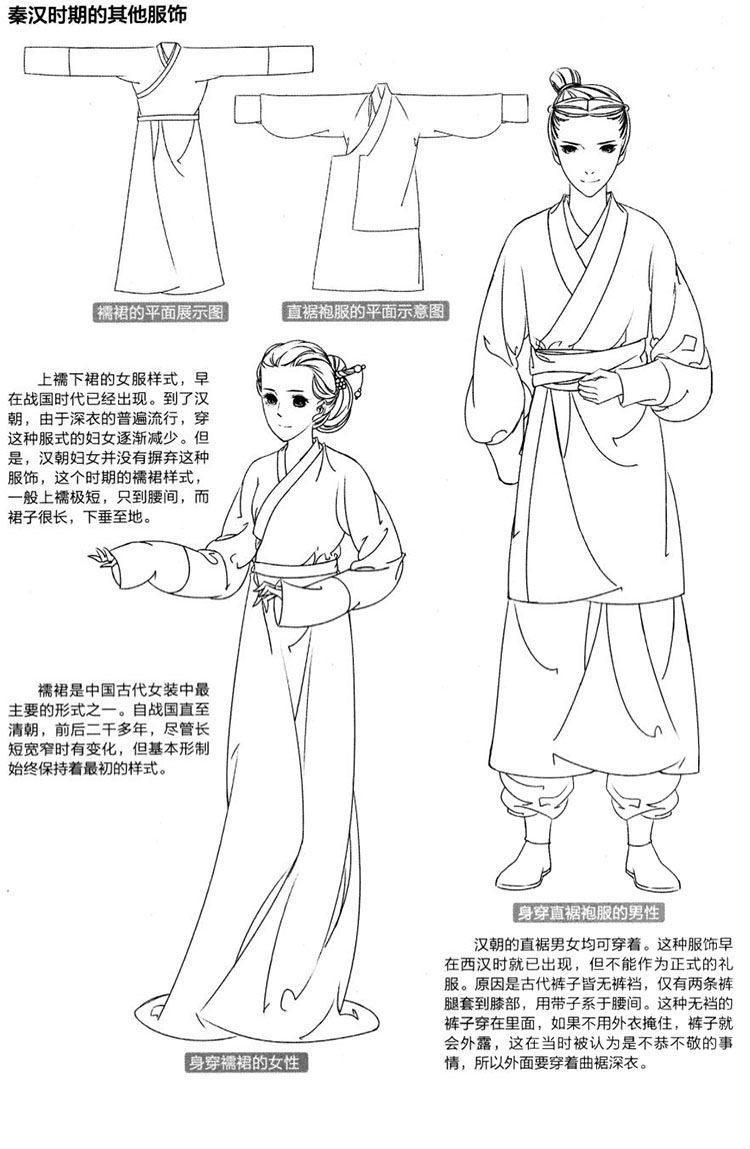 秦汉时期的其他服饰
襦裙的平面展示图
直裾袍服的平面示意图
上襦下裙的女服样式，早
在战国时代已经出现。到了汉
朝，由于深衣的普遍流行，穿
这种服式的妇女逐渐减少。但
是，汉朝妇女并没有摒弃这种
服饰，这个时期的襦裙样式，
一般上襦极短，只到腰间，而
裙子很长，下垂至地。
襦裙是中国古代女装中最
主要的形式之一。自战国直至
清朝，前后二千多年，尽管长
短宽窄时有变化，但基本形制
始终保持着最初的样式。
身穿襦裙的女性
身穿直裾袍服的男性
汉朝的直裾男女均可穿着。这种服饰早
在西汉时就已出现，但不能作为正式的礼
服。原因是古代裤子皆无裤裆，仅有两条裤
腿套到膝部，用带子系于腰间。这种无裆的
裤子穿在里面，如果不用外衣掩住，裤子就
会外露，这在当时被认为是不恭不敬的事
情，所以外面要穿着曲裾深衣。